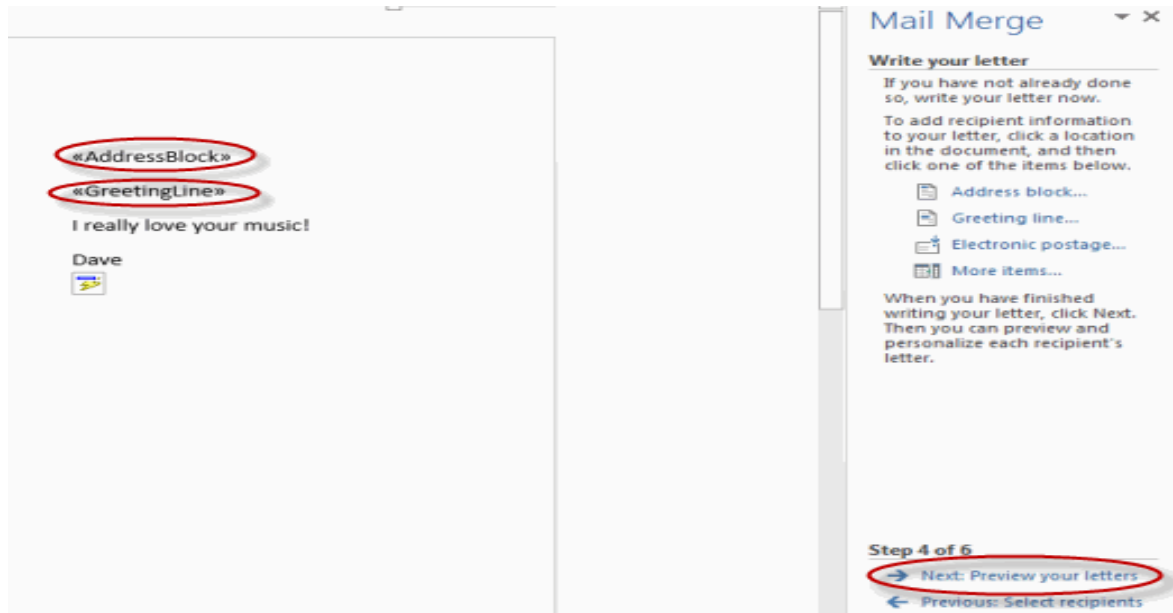 «AddressBlock»
«GreetingLine»
I really love your music!
Dave
Mail Merge
Write your letter
If you have not already done
so, write your letter now.
To add recipient information
to your letter, click a location
in the document, and then
click one of the items below.
Address block...
Greeting line...
Electronic postage...
More items...
When you have finished
writing your letter, click Next.
Then you can preview and
personalize each recipient's
letter.
Step 4 of 6
Next: Preview your letters
Previous: Select recipients